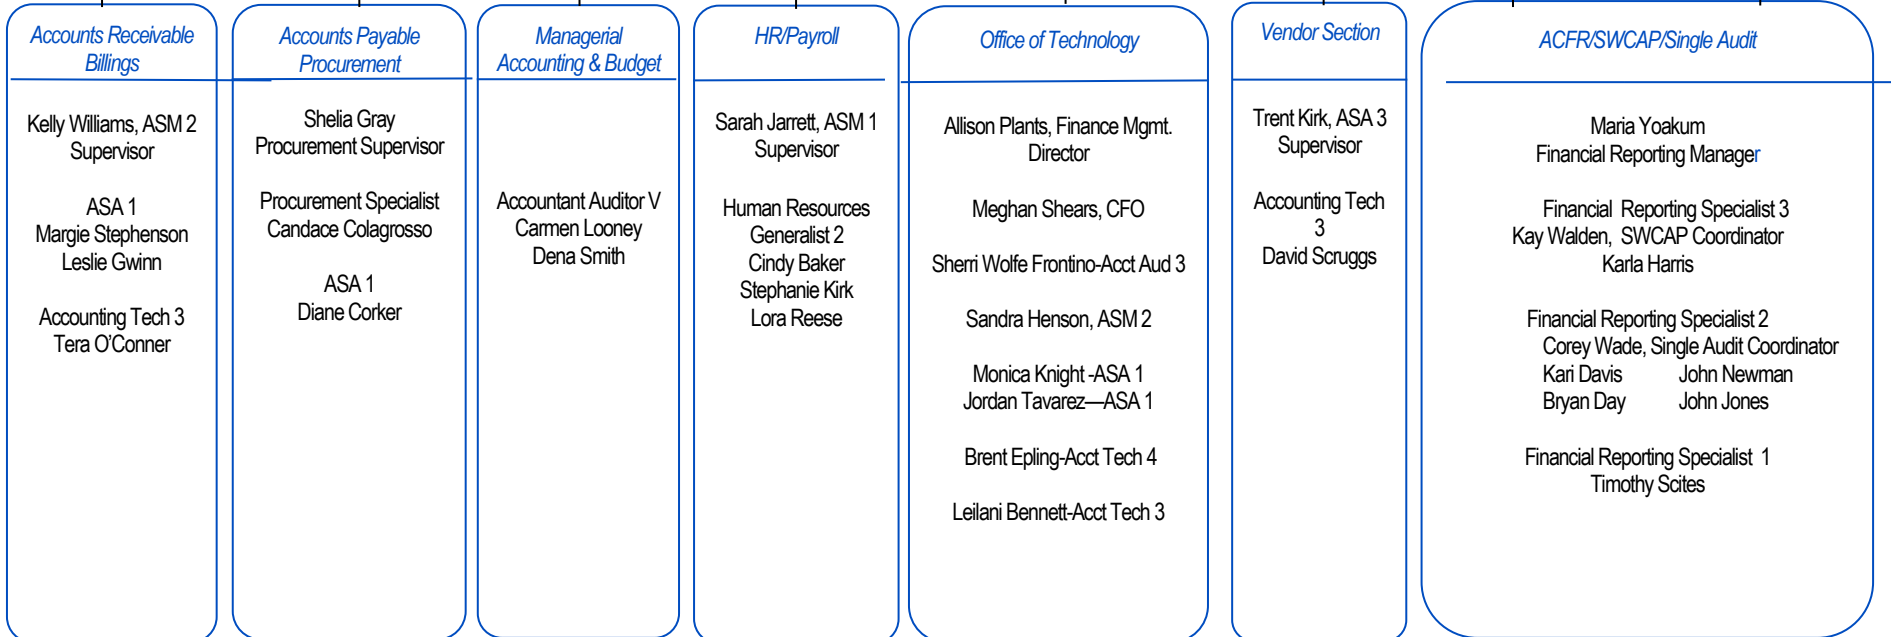 Accounts Receivable
Billings
Kelly Williams, ASM 2
Supervisor
ASA 1
Margie Stephenson
Leslie Gwinn
Accounting Tech 3
Tera O’Conner
Accounts Payable
Procurement
Shelia Gray
Procurement Supervisor
Procurement Specialist
Candace Colagrosso
ASA 1
Diane Corker
Managerial
Accounting & Budget
Accountant Auditor V
Carmen Looney
Dena Smith
HR/Payroll
Sarah Jarrett, ASM 1
Supervisor
Human Resources
Generalist 2
Cindy Baker
Stephanie Kirk
Lora Reese
Office of Technology
Allison Plants, Finance Mgmt.
Director
Meghan Shears, CFO
Sherri Wolfe Frontino-Acct Aud 3
Sandra Henson, ASM 2
Monica Knight -ASA 1
Jordan Tavarez—ASA 1
Brent Epling-Acct Tech 4
Leilani Bennett-Acct Tech 3
Vendor Section
Trent Kirk, ASA 3
Supervisor
Accounting Tech
3
David Scruggs
ACFR/SWCAP/Single Audit
Maria Yoakum
Financial Reporting Manager
Financial Reporting Specialist 3
Kay Walden, SWCAP Coordinator
Karla Harris
Financial Reporting Specialist 2
Corey Wade, Single Audit Coordinator
Kari Davis John Newman
Bryan Day John Jones
Financial Reporting Specialist 1
Timothy Scites